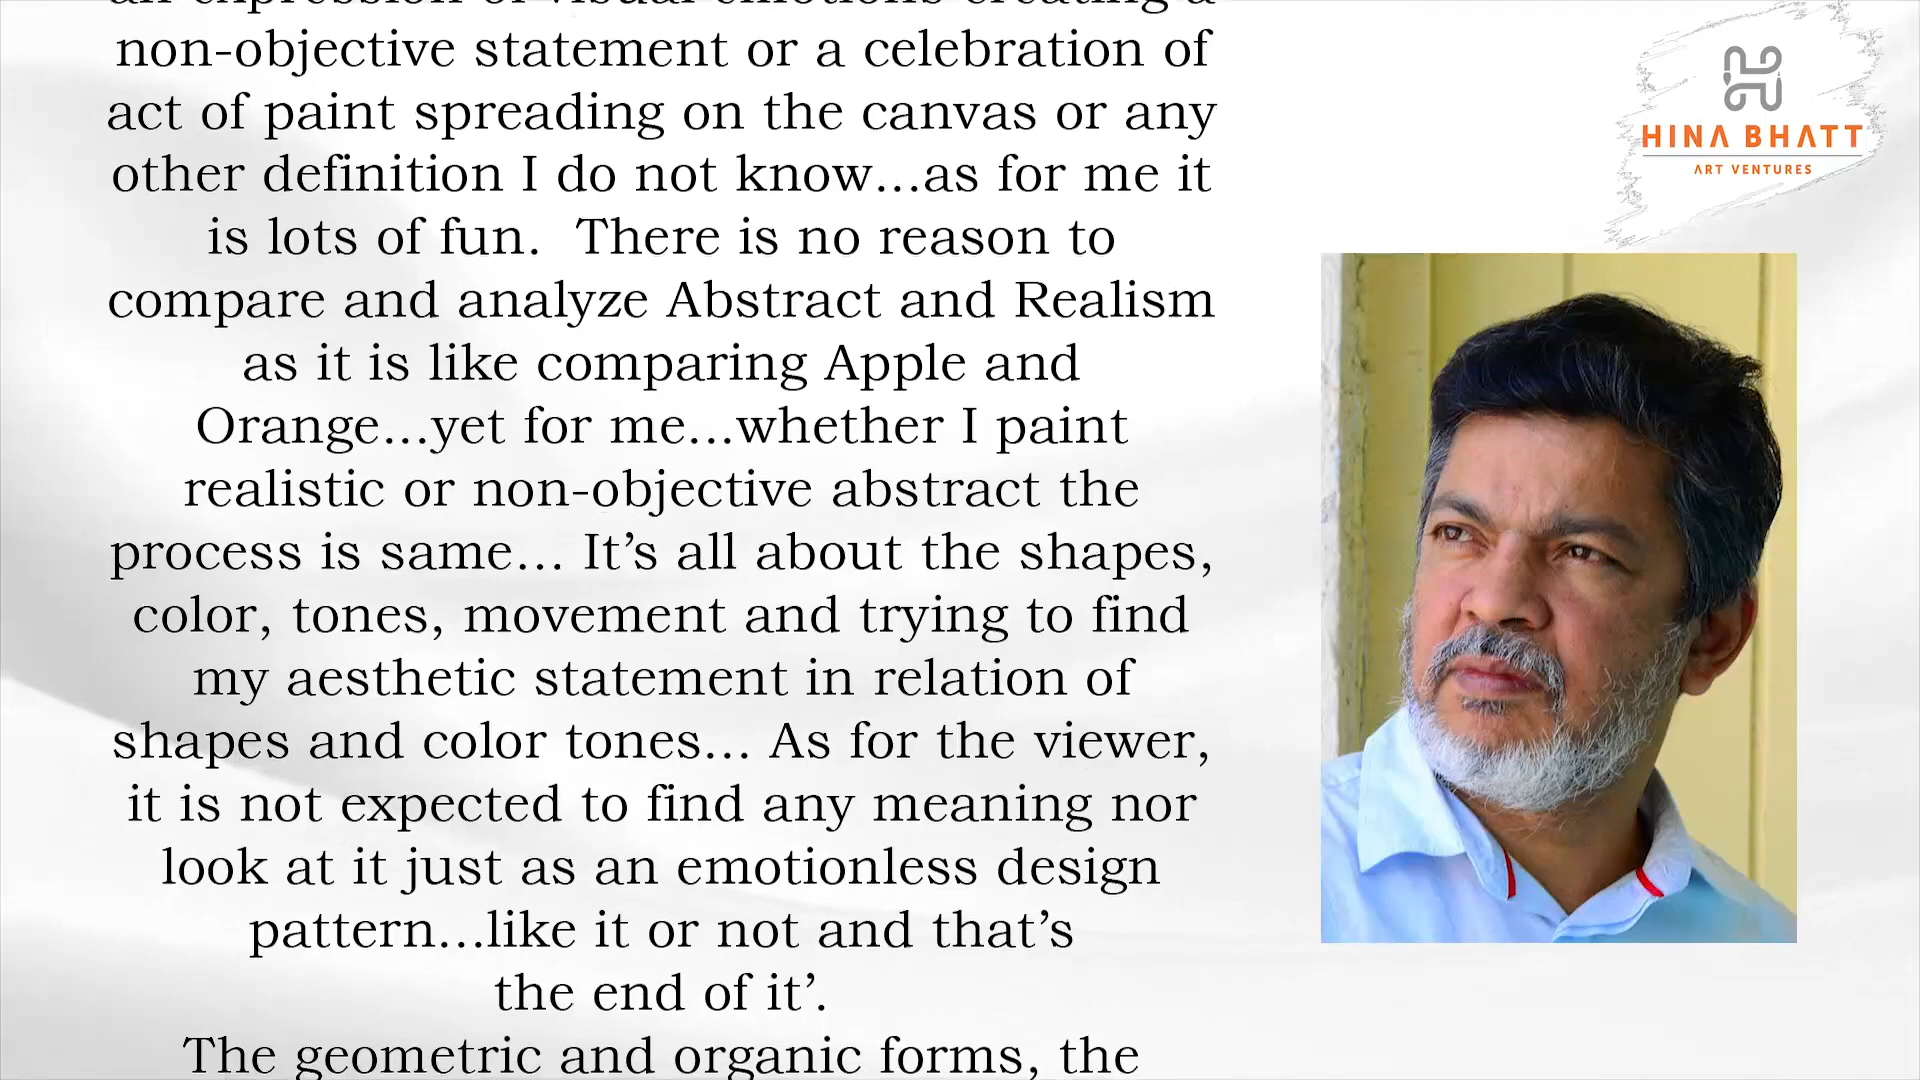 an expression of visual emotions creating a
non-objective statement or a celebration of
act of paint spreading on the canvas or any
other definition I do not know...as for me it
is lots of fun.  There is no reason to
compare and analyze Abstract and Realism
as it is like comparing Apple and
Orange...yet for me...whether I paint
realistic or non-objective abstract the
process is same... It’s all about the shapes,
color, tones, movement and trying to find
my aesthetic statement in relation of
shapes and color tones... As for the viewer,
it is not expected to find any meaning nor
look at it just as an emotionless design
pattern...like it or not and that’s
the end of it’.
The geometric and organic forms, the
HINA BHATT
ART VENTURES